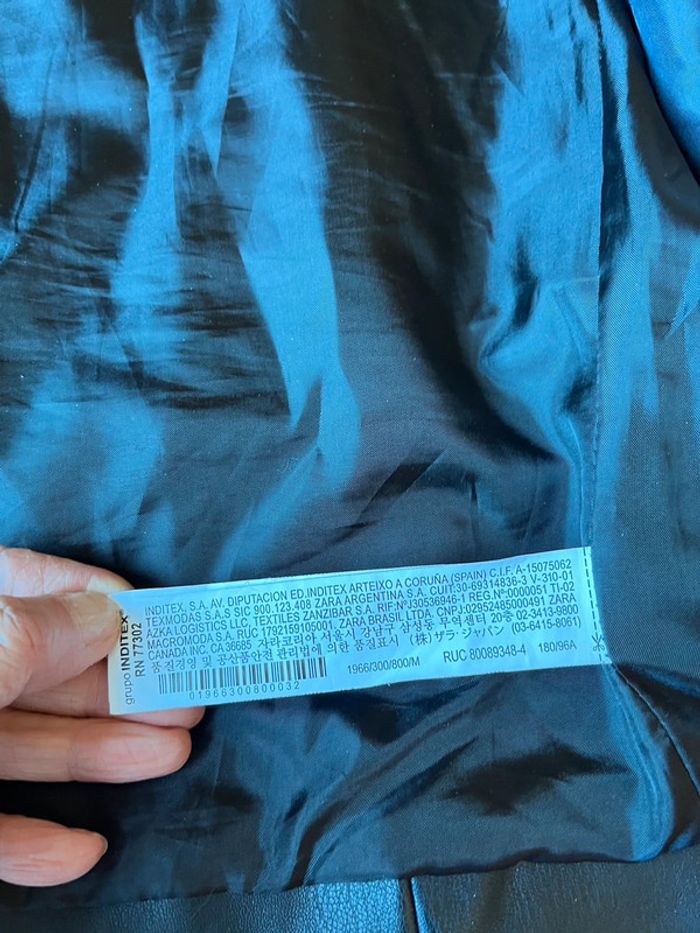 grupo INDITEX
RN 77302
INDITEX, S.A. AV. DIPUTACION ED.INDITEX ARTEIXO A CORUÑA (SPAIN) C.I.F. A-15075062
TEXMODAS S.A.S SIC 900.123.408 ZARA ARGENTINA S.A. CUIT:30-69314836-3 V-310-01
AZKA LOGISTICS LLC, TEXTILES ZANZIBAR S.A. RIF:NºJ30536946-1 REG.Nº:0000051 TI-02
MACROMODA S.A. RUC 1792159105001. ZARA BRASIL LTDA. CNPJ:02952485000491 ZARA
CANADA INC. CA 36685 자라코리아 서울시 강남구 삼성동 무역센터 20층 02-3413-9800
품질경영 및 공산품안전 관리법에 의한 품질표시 (株)ザラ・ジャパン (03-6415-8061)
01966300800032
1966/300/800/M
RUC 80089348-4
180/96A